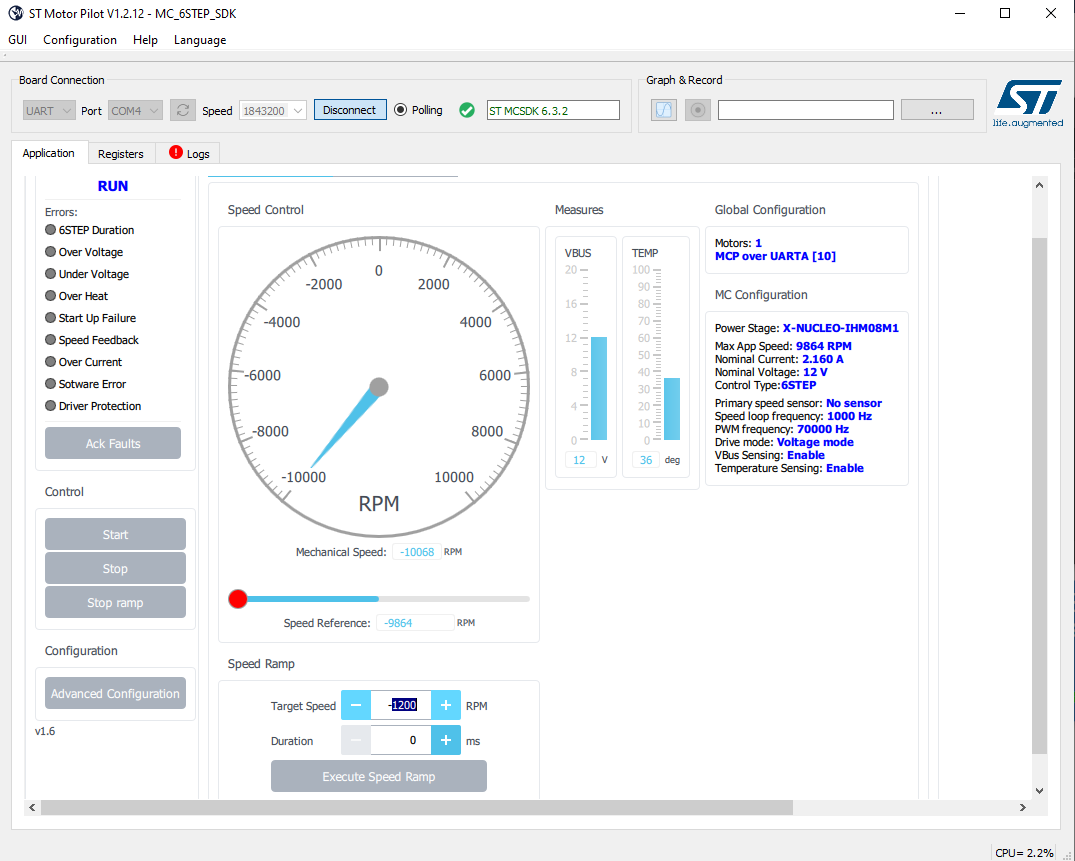 ST Motor Pilot V1.2.12 - MC_6STEP_SDK
GUI Configuration Help Language
Board Connection
UART Port COM4 Speed 1843200 Disconnect Polling ST MCSDK 6.3.2
Graph & Record
...
ST
life.augmented
Application Registers Logs
RUN
Errors:
6STEP Duration
Over Voltage
Under Voltage
Over Heat
Start Up Failure
Speed Feedback
Over Current
Sotware Error
Driver Protection
Ack Faults
Control
Start
Stop
Stop ramp
Configuration
Advanced Configuration
v1.6
Speed Control
0
-2000 2000
-4000 4000
-6000 6000
-8000 8000
-10000 10000
RPM
Mechanical Speed: -10068 RPM
Speed Reference: -9864 RPM
Speed Ramp
Target Speed - -1200 + RPM
Duration - 0 + ms
Execute Speed Ramp
Measures
VBUS
20
16
12
8
4
0
12 V
TEMP
100
90
80
70
60
50
40
30
20
10
0
36 deg
Global Configuration
Motors: 1
MCP over UARTA [10]
MC Configuration
Power Stage: X-NUCLEO-IHM08M1
Max App Speed: 9864 RPM
Nominal Current: 2.160 A
Nominal Voltage: 12 V
Control Type:6STEP
Primary speed sensor: No sensor
Speed loop frequency: 1000 Hz
PWM frequency: 70000 Hz
Drive mode: Voltage mode
VBus Sensing: Enable
Temperature Sensing: Enable
CPU= 2.2%